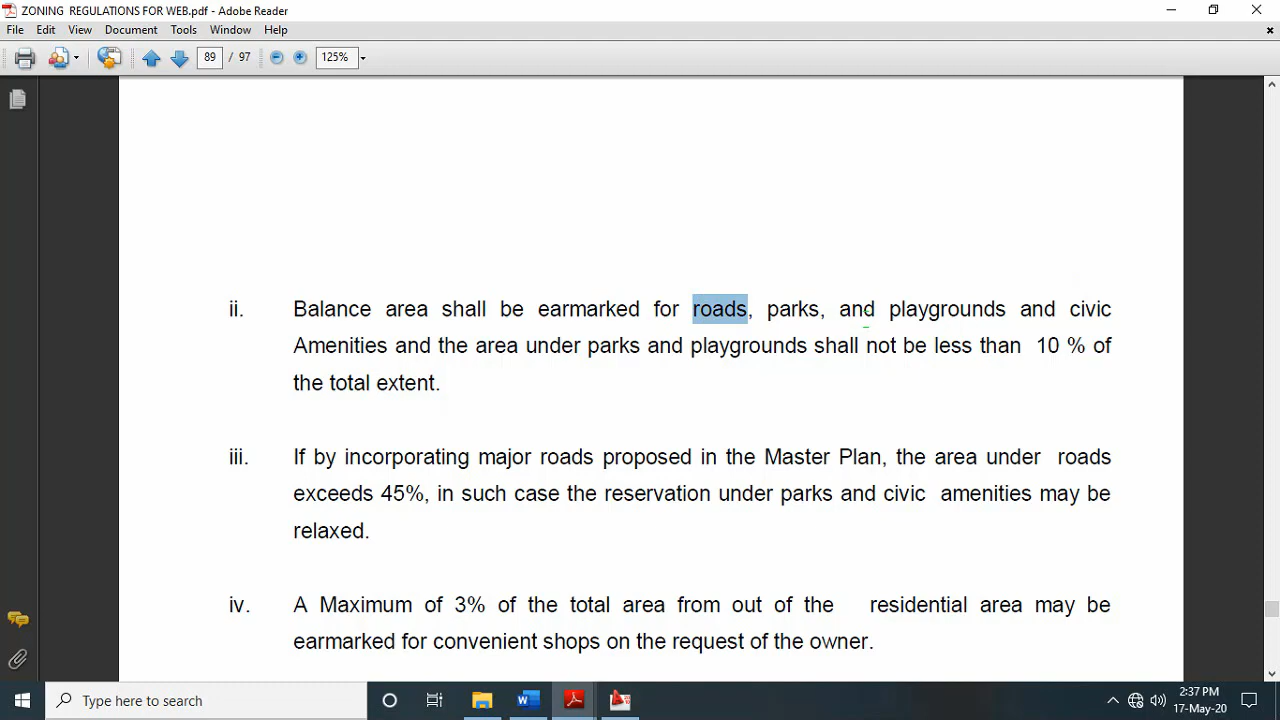 ZONING REGULATIONS FOR WEB.pdf - Adobe Reader
File Edit View Document Tools Window Help
89 / 97 125%
ii. Balance area shall be earmarked for roads, parks, and playgrounds and civic
Amenities and the area under parks and playgrounds shall not be less than 10 % of
the total extent.
iii. If by incorporating major roads proposed in the Master Plan, the area under roads
exceeds 45%, in such case the reservation under parks and civic amenities may be
relaxed.
iv. A Maximum of 3% of the total area from out of the residential area may be
earmarked for convenient shops on the request of the owner.
Type here to search
2:37 PM
17-May-20